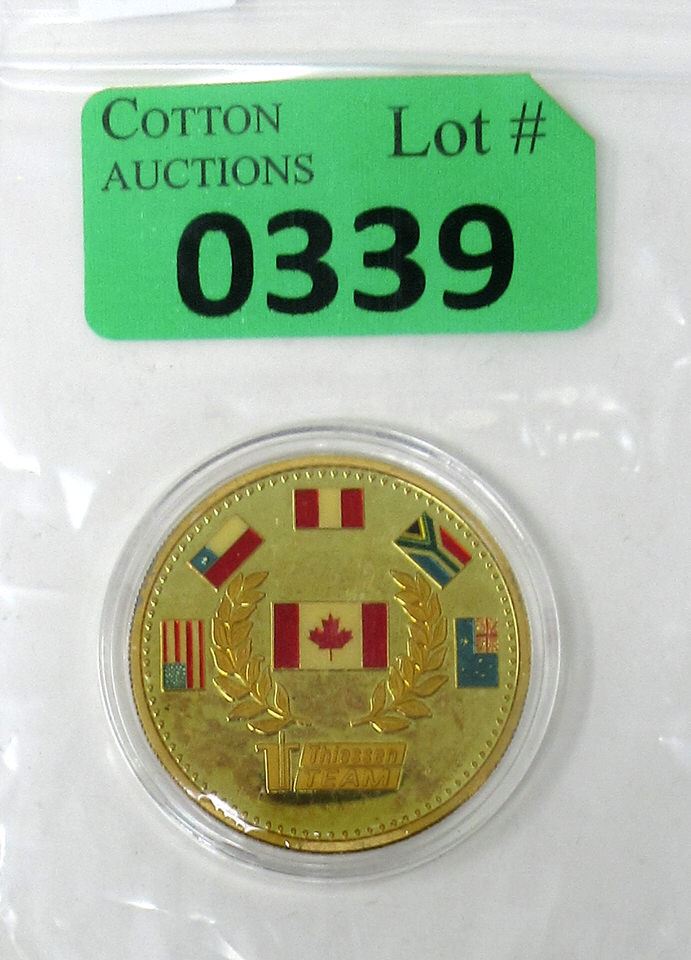 COTTON
AUCTIONS
Lot #
0339
Thiessen
TEAM